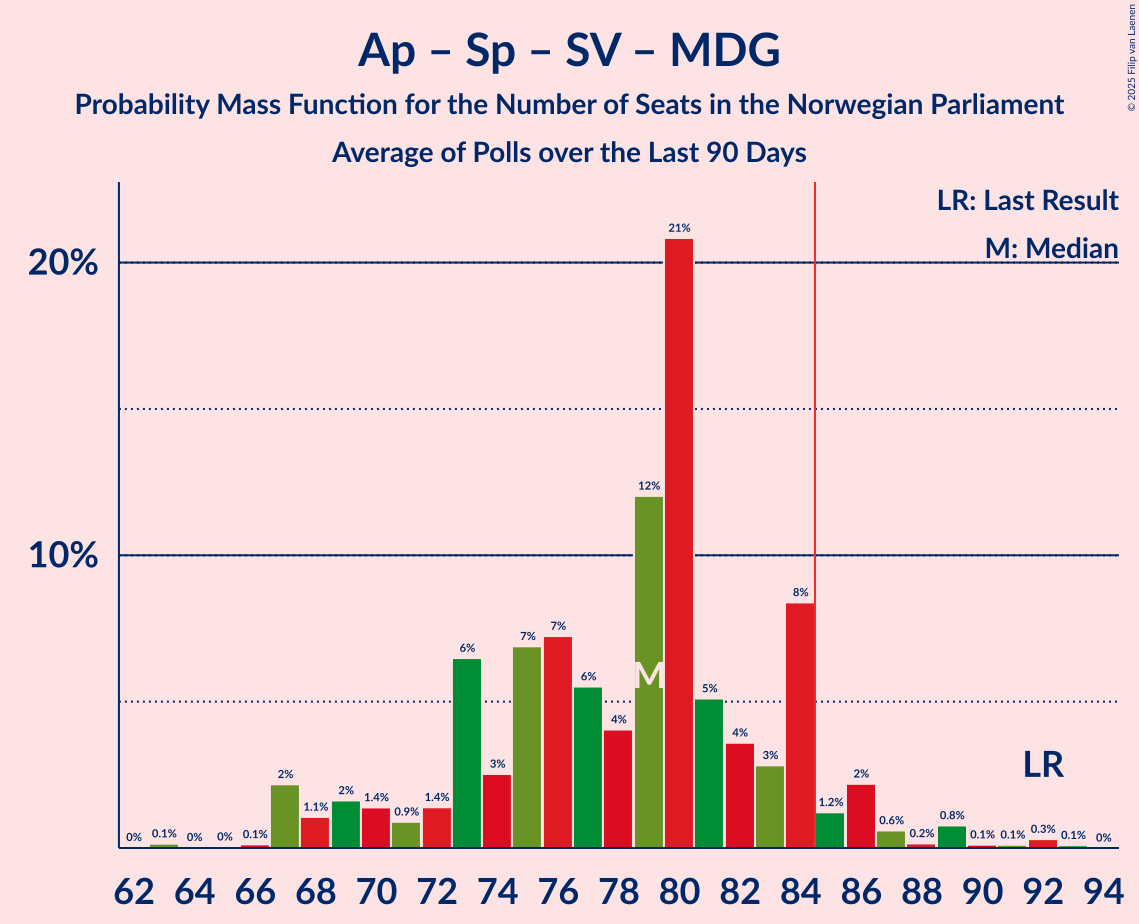 Ap – Sp – SV – MDG
Probability Mass Function for the Number of Seats in the Norwegian Parliament
Average of Polls over the Last 90 Days
© 2025 Filip van Laenen
LR: Last Result
M: Median
20%
10%
0% 0.1% 0% 0% 0.1% 2% 1.1% 2% 1.4% 0.9% 1.4% 6% 3% 7% 7% 6% 4% 12% 21% 5% 4% 3% 8% 1.2% 2% 0.6% 0.2% 0.8% 0.1% 0.1% 0.3% 0.1% 0%
M
LR
62 64 66 68 70 72 74 76 78 80 82 84 86 88 90 92 94